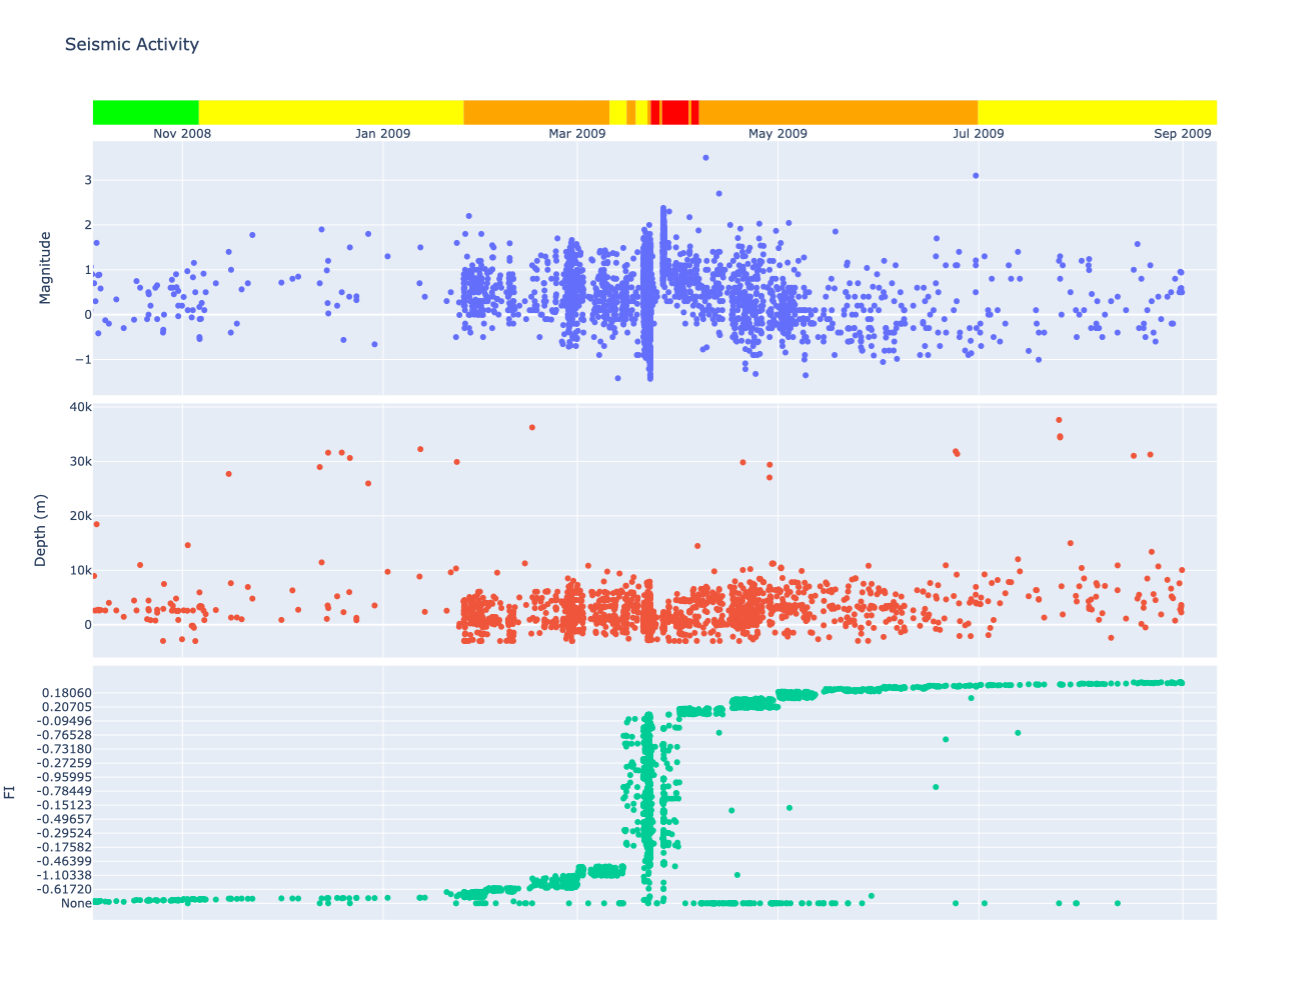 Seismic Activity
Nov 2008 Jan 2009 Mar 2009 May 2009 Jul 2009 Sep 2009
Magnitude
3
2
1
0
−1
Depth (m)
40k
30k
20k
10k
0
FI
0.18060
0.20705
-0.09496
-0.76528
-0.73180
-0.27259
-0.95995
-0.78449
-0.15123
-0.49657
-0.29524
-0.17582
-0.46399
-1.10338
-0.61720
None